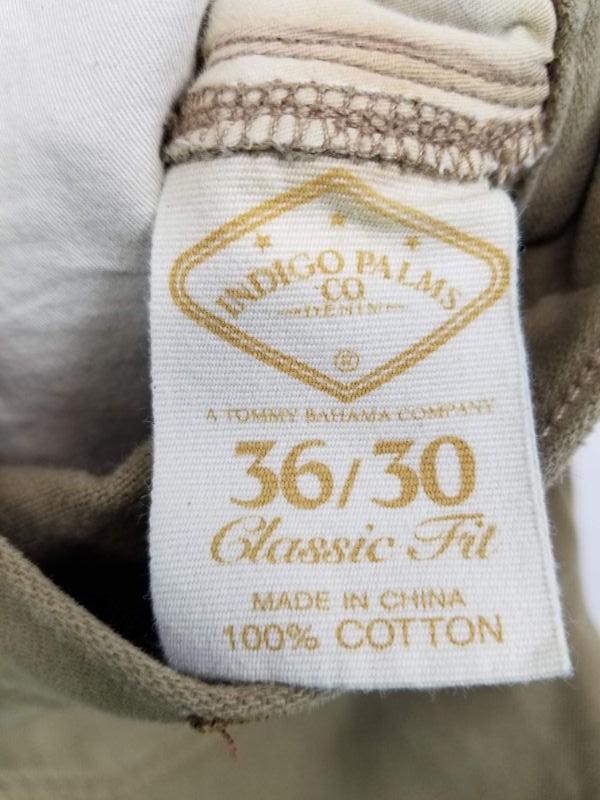 INDIGO PALMS
CO
DENIM
®
A TOMMY BAHAMA COMPANY
36/30
Classic Fit
MADE IN CHINA
100% COTTON